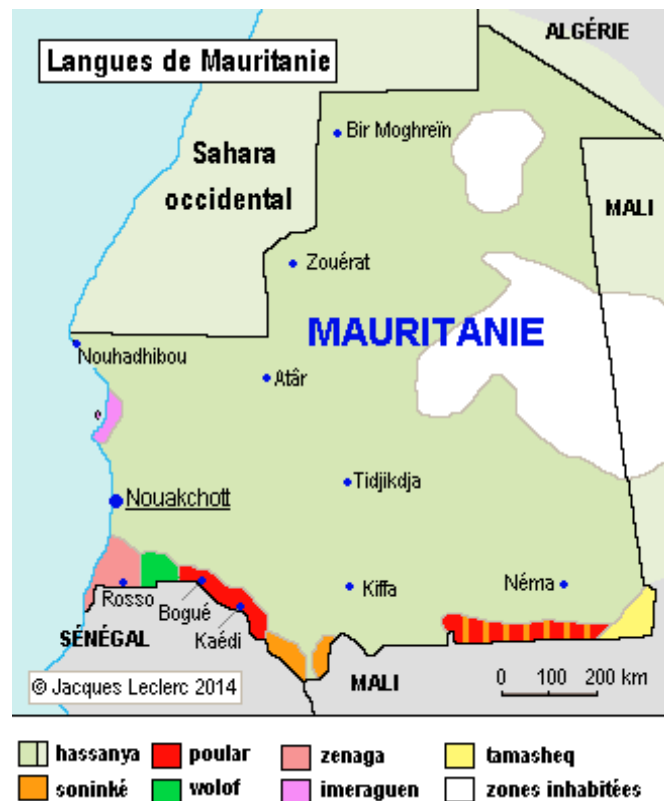 ALGÉRIE
Langues de Mauritanie
Bir Moghreïn
Sahara
occidental
MALI
Zouérat
MAURITANIE
Nouhadhibou
Atâr
Tidjikdja
Nouakchott
Rosso
Bogué
Kaédi
Kiffa
Néma
SÉNÉGAL
MALI
© Jacques Leclerc 2014
0 100 200 km
hassanya poular zenaga tamasheq
soninké wolof imeraguen zones inhabitées